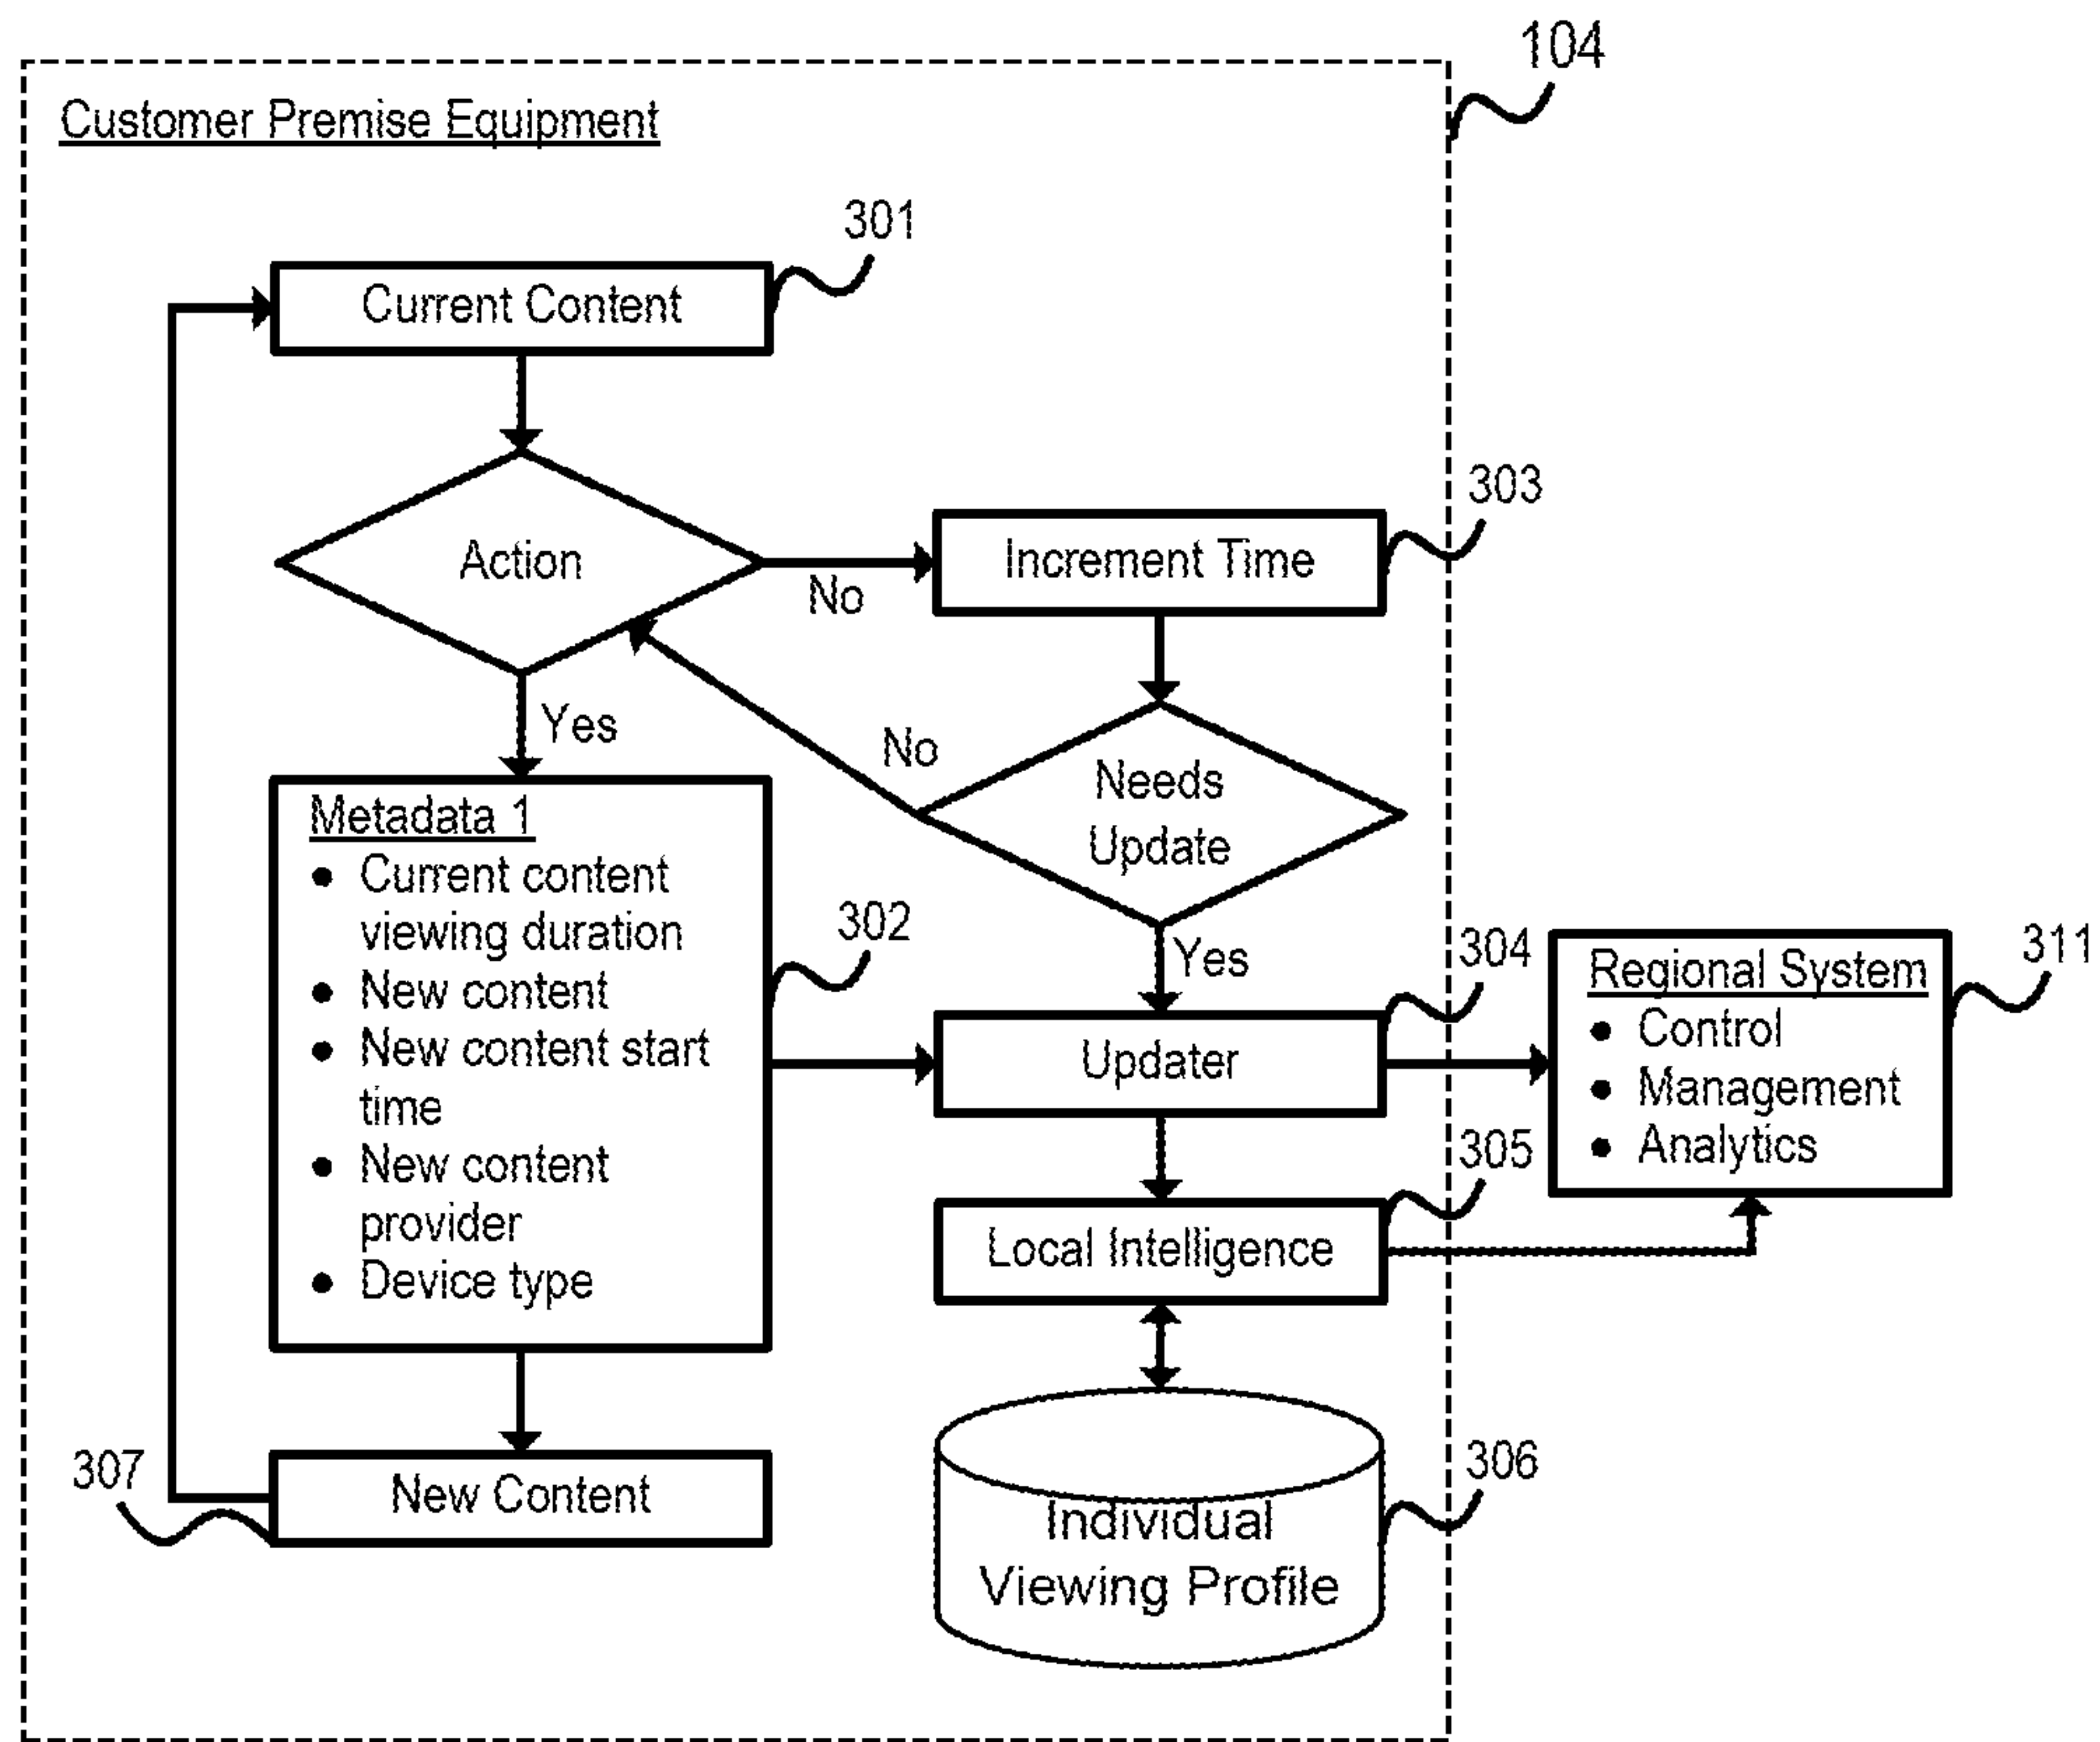 104
Customer Premise Equipment
301
Current Content
303
Action
Increment Time
No
Yes
No
Needs
Update
Metadata 1
• Current content
viewing duration
• New content
• New content start
time
• New content
provider
• Device type
302
Yes
304
311
Updater
Regional System
• Control
• Management
• Analytics
305
Local Intelligence
307
New Content
306
Individual
Viewing Profile